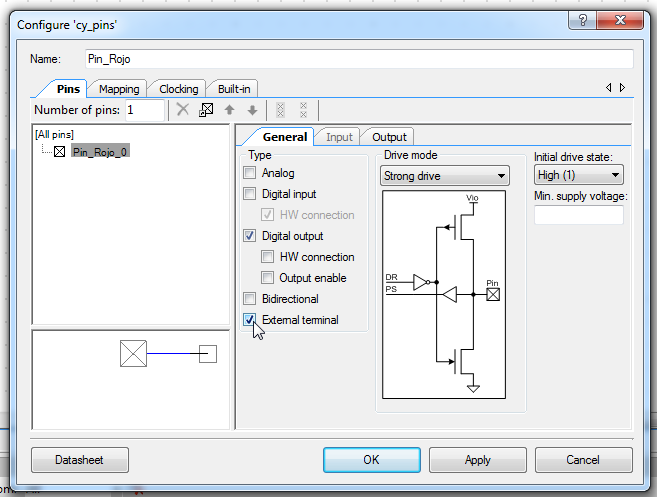 Configure 'cy_pins'
Name: Pin_Rojo
Pins Mapping Clocking Built-in
Number of pins: 1
[All pins]
Pin_Rojo_0
General Input Output
Type
Analog
Digital input
HW connection
Digital output
HW connection
Output enable
Bidirectional
External terminal
Drive mode
Strong drive
Vio
DR
PS
Pin
Initial drive state:
High (1)
Min. supply voltage:
Datasheet OK Apply Cancel